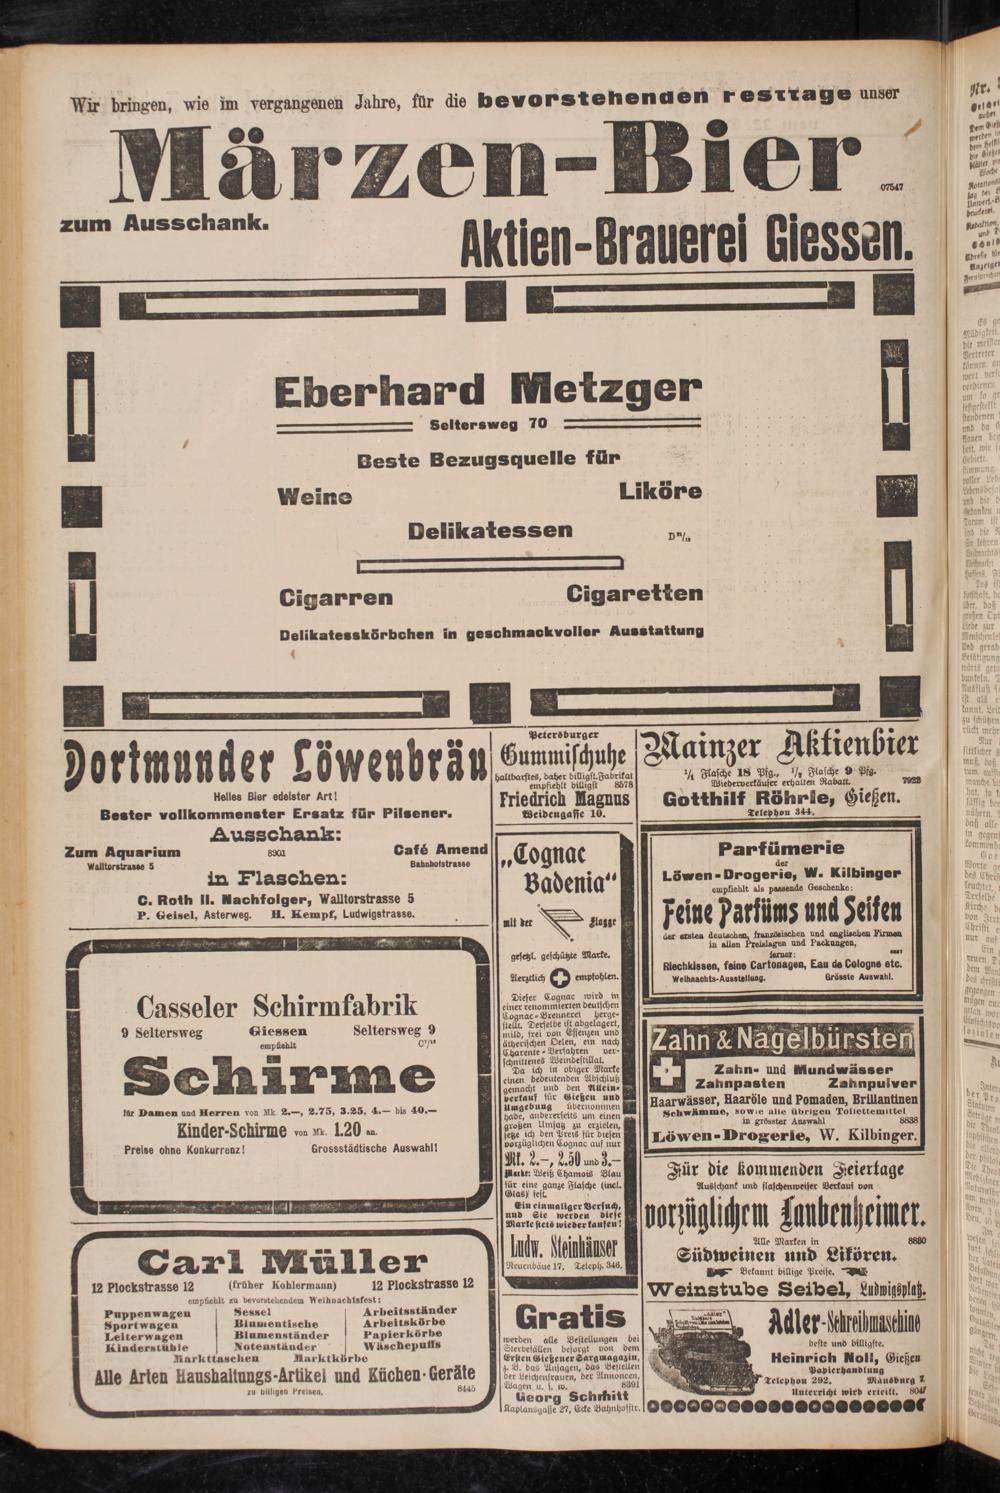 Wir bringen, wie im vergangenen Jahre, für die bevorstehenden Festtage unser
Märzen-Bier
07547
zum Ausschank.
Aktien-Brauerei Giessen.
Eberhard Metzger
Seltersweg 70
Beste Bezugsquelle für
Weine Liköre
Delikatessen
Cigarren Cigaretten
Delikatesskörbchen in geschmackvoller Ausstattung
Dortmunder Löwenbräu
Helles Bier edelster Art!
Bester vollkommenster Ersatz für Pilsener.
Ausschank:
Zum Aquarium 8901 Café Amend
Walltorstrasse 5 Bahnhofstrasse
in Flaschen:
C. Roth II. Nachfolger, Walltorstrasse 5
P. Geisel, Asterweg. H. Kempf, Ludwigstrasse.
Casseler Schirmfabrik
9 Seltersweg Giessen Seltersweg 9
empfiehlt
Schirme
für Damen und Herren von Mk. 2.—, 2.75, 3.25, 4.— bis 40.—
Kinder-Schirme von Mk. 1.20 an.
Preise ohne Konkurrenz! Grossstädtische Auswahl!
Carl Müller
12 Plockstrasse 12 (früher Kohlermann) 12 Plockstrasse 12
empfiehlt zu bevorstehendem Weihnachtsfest:
Puppenwagen Sessel Arbeitsständer
Sportwagen Blumentische Arbeitskörbe
Leiterwagen Blumenständer Papierkörbe
Kinderstühle Notenständer Wäschepuffs
Markttaschen Marktkörbe
Alle Arten Haushaltungs-Artikel und Küchen-Geräte
zu billigen Preisen. 8445
Petersburger
Gummischuhe
haltbarstes, daher billigst. Fabrikat
empfiehlt billigst 8578
Friedrich Magnus
Weidengasse 10.
„Cognac
Badenia“
mit der Flagge
gesetzl. geschützte Marke.
Aerztlich empfohlen.
Dieser Cognac wird in
einer renommierten deutschen
Cognac-Brennerei herge-
stellt. Derselbe ist abgelagert,
mild, frei von Essenzen und
ätherischen Oelen, ein nach
Charente-Verfahren ver-
schnittenes Weindestillat.
Da ich in obiger Marke
einen bedeutenden Abschluß
gemacht und den Allein-
verkauf für Gießen und
Umgebung übernommen
habe, andererseits um einen
großen Umsatz zu erzielen,
setze ich den Preis für diesen
vorzüglichen Cognac auf nur
Mk. 2.–, 2.50 und 3.–
Marke: Weiß Chamois Blau
für eine ganze Flasche (incl.
Glas) fest.
Ein einmaliger Versuch,
und Sie werden diese
Marke stets wieder kaufen!
Ludw. Steinhäuser
Neuenbäue 17. Teleph. 346.
Gratis
werden alle Bestellungen bei
Sterbefällen besorgt von dem
Ersten Gießener Sargmagazin,
z. B. das Ansagen, das Bestellen
der Leichenfrauen, der Annoncen,
Wagen u. s. w. 8391
Georg Schmitt
Kaplansgasse 27, Ecke Bahnhofstr.
Mainzer Aktienbier
1/1 Flasche 18 Pfg., 1/2 Flasche 9 Pfg.
Wiederverkäufer erhalten Rabatt. 7922
Gotthilf Röhrle, Gießen.
Telephon 344.
Parfümerie
der
Löwen-Drogerie, W. Kilbinger
empfiehlt als passende Geschenke:
Feine Parfüms und Seifen
der ersten deutschen, französischen und englischen Firmen
in allen Preislagen und Packungen,
ferner:
Riechkissen, feine Cartonagen, Eau de Cologne etc.
Weihnachts-Ausstellung. Grösste Auswahl.
Zahn & Nagelbürsten
Zahn- und Mundwässer
Zahnpasten Zahnpulver
Haarwässer, Haaröle und Pomaden, Brillantinen
Schwämme, sowie alle übrigen Toilettemittel
in grösster Auswahl 8838
Löwen-Drogerie, W. Kilbinger.
Für die kommenden Feiertage
Ausschank und flaschenweiser Verkauf von
vorzüglichem Laubenheimer.
Alle Marken in 8830
Südweinen und Likören.
Bekannt billige Preise.
Weinstube Seibel, Ludwigsplatz.
„Adler“
Adler-Schreibmaschine
beste und billigste.
Heinrich Noll, Gießen
Papierhandlung
Telephon 292. Mäusburg 7.
Unterricht wird erteilt. 8047